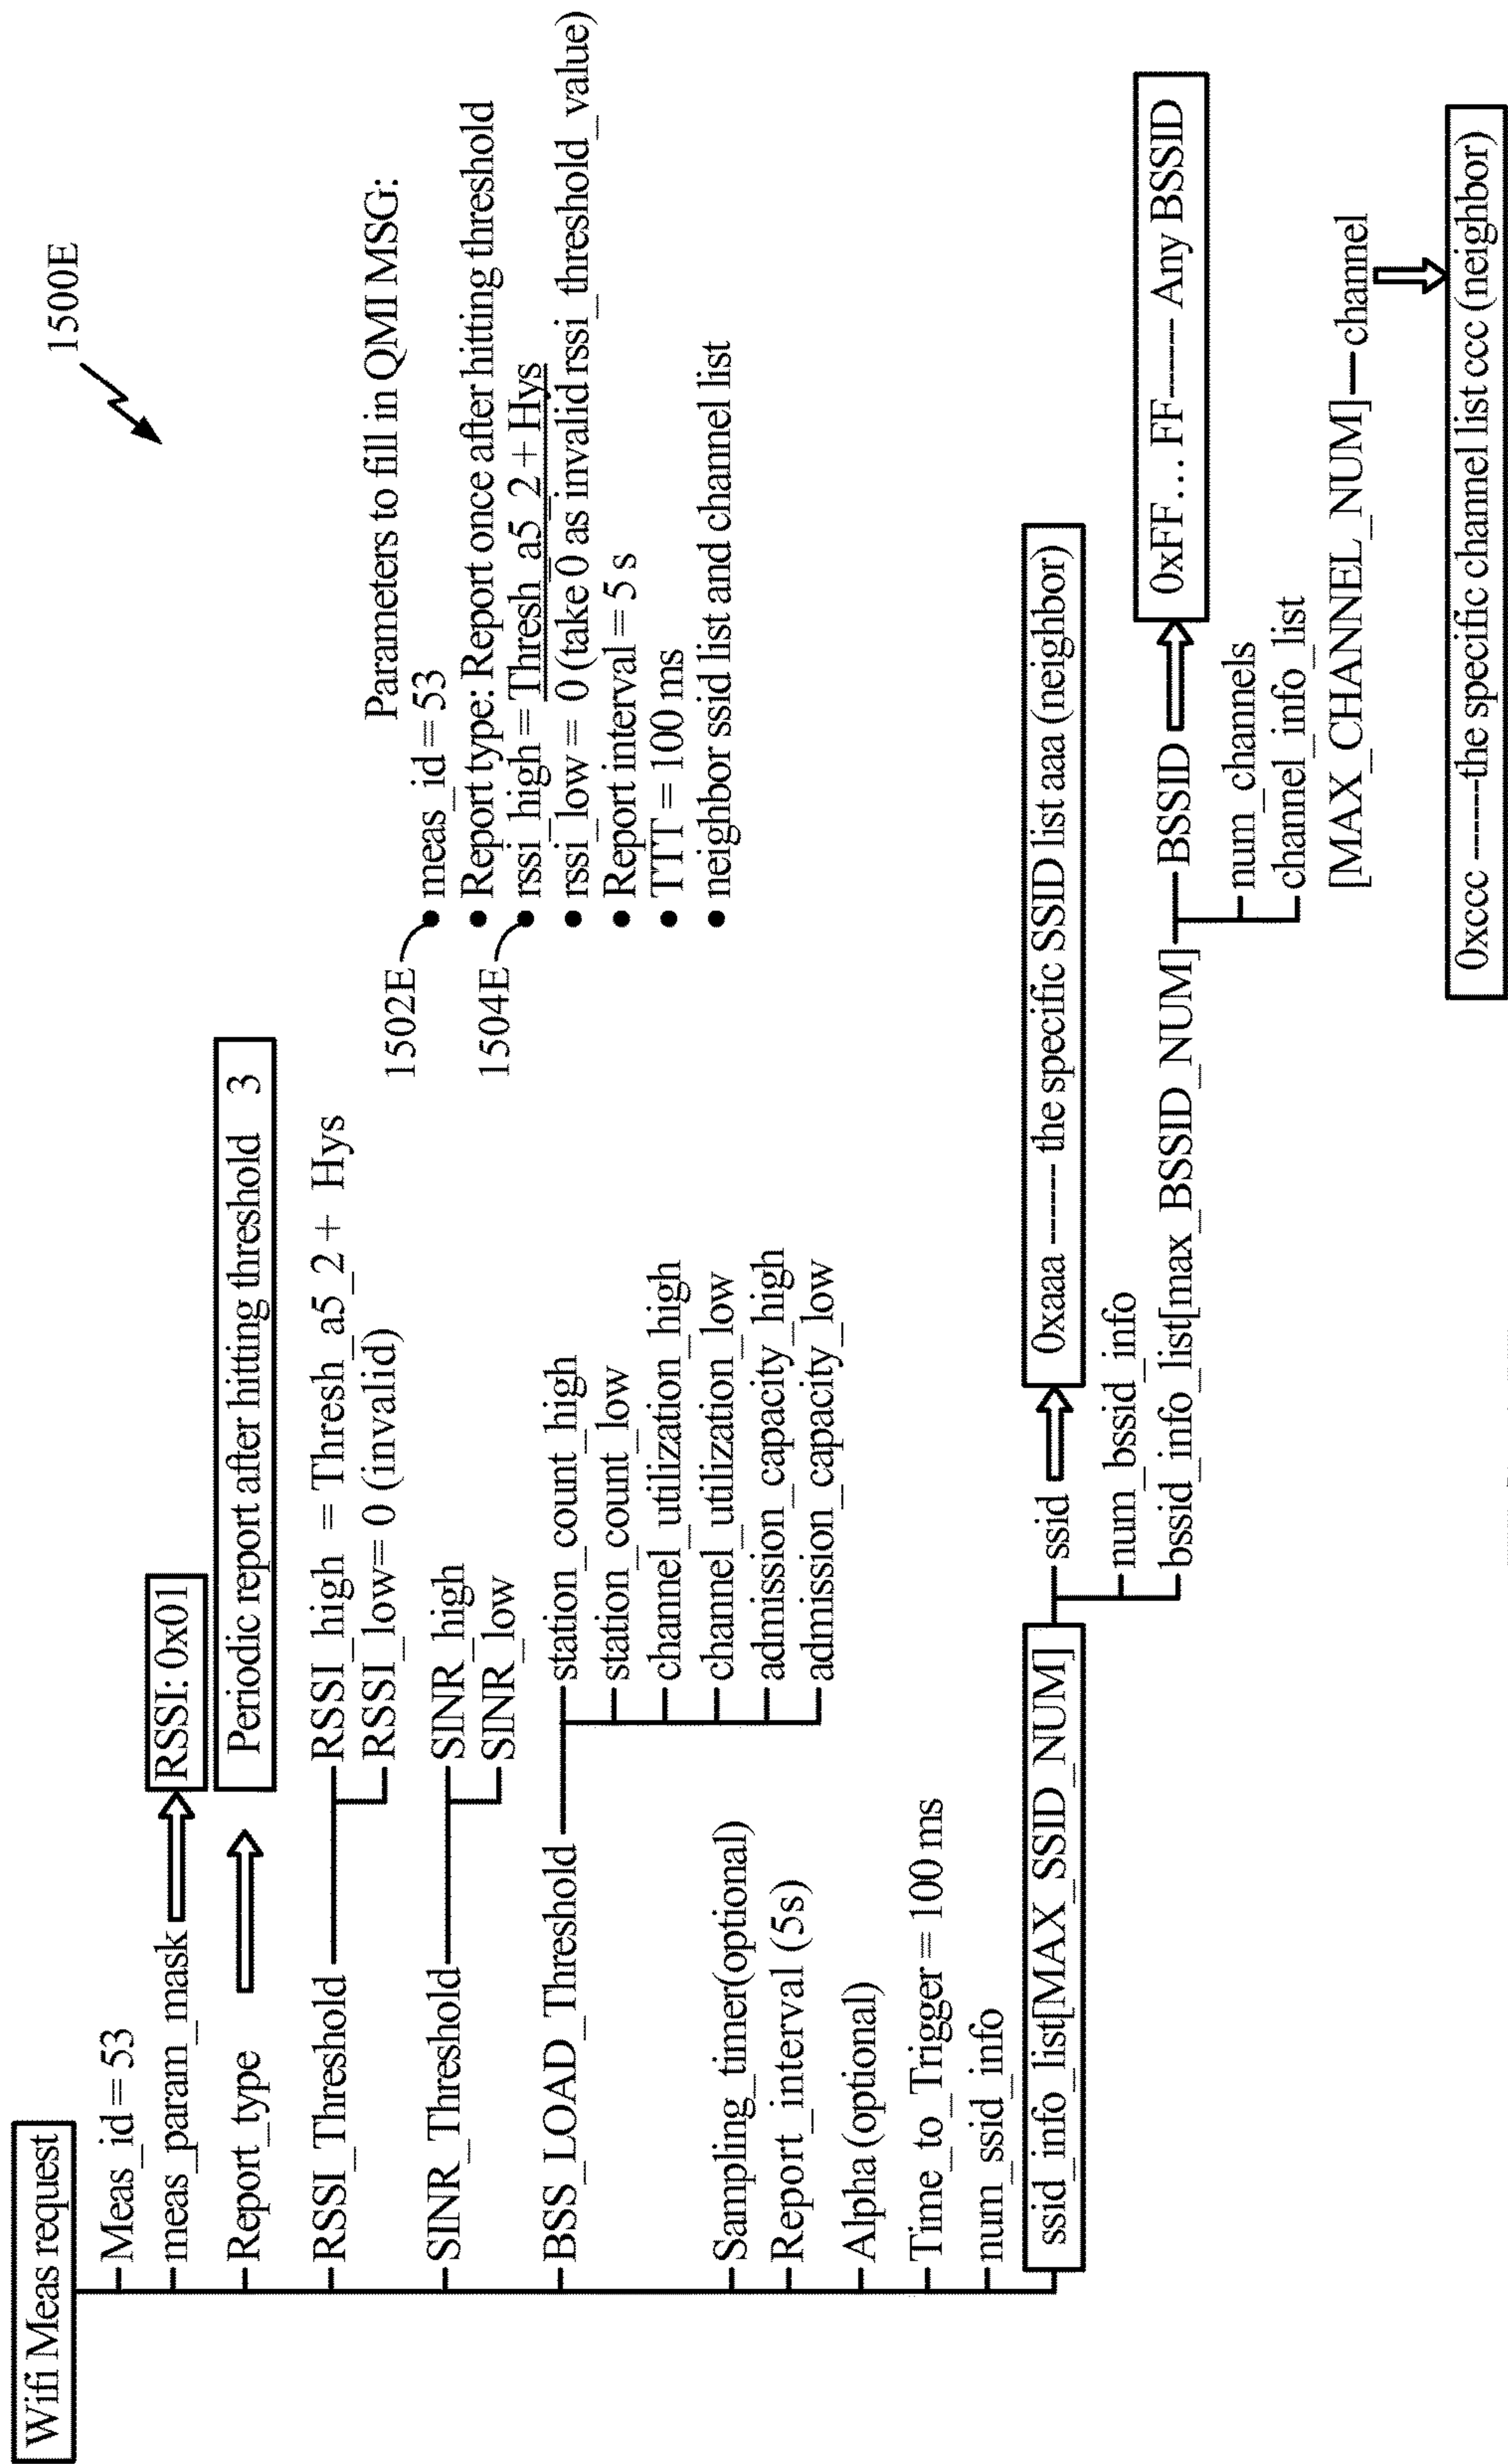 1500E
Wifi Meas request
Meas_id = 53
meas_param_mask
RSSI: 0x01
Report_type
Periodic report after hitting threshold 3
RSSI_Threshold
RSSI_high = Thresh_a5_2 + Hys
RSSI_low= 0 (invalid)
SINR_Threshold
SINR_high
SINR_low
BSS_LOAD_Threshold
station_count_high
station_count_low
channel_utilization_high
channel_utilization_low
admission_capacity_high
admission_capacity_low
Sampling_timer(optional)
Report_interval (5s)
Alpha (optional)
Time_to_Trigger = 100 ms
num_ssid_info
ssid_info_list[MAX_SSID_NUM]
Parameters to fill in QMI MSG:
1502E
• meas_id = 53
• Report type: Report once after hitting threshold
1504E
• rssi_high = Thresh_a5_2 + Hys
• rssi_low = 0 (take 0 as invalid rssi_threshold_value)
• Report interval = 5 s
• TTT = 100 ms
• neighbor ssid list and channel list
ssid
0xaaa ------- the specific SSID list aaa (neighbor)
num_bssid_info
bssid_info_list[max_BSSID_NUM]
BSSID
0xFF... FF------- Any BSSID
num_channels
channel_info_list
[MAX_CHANNEL_NUM]
channel
0xccc -------the specific channel list ccc (neighbor)